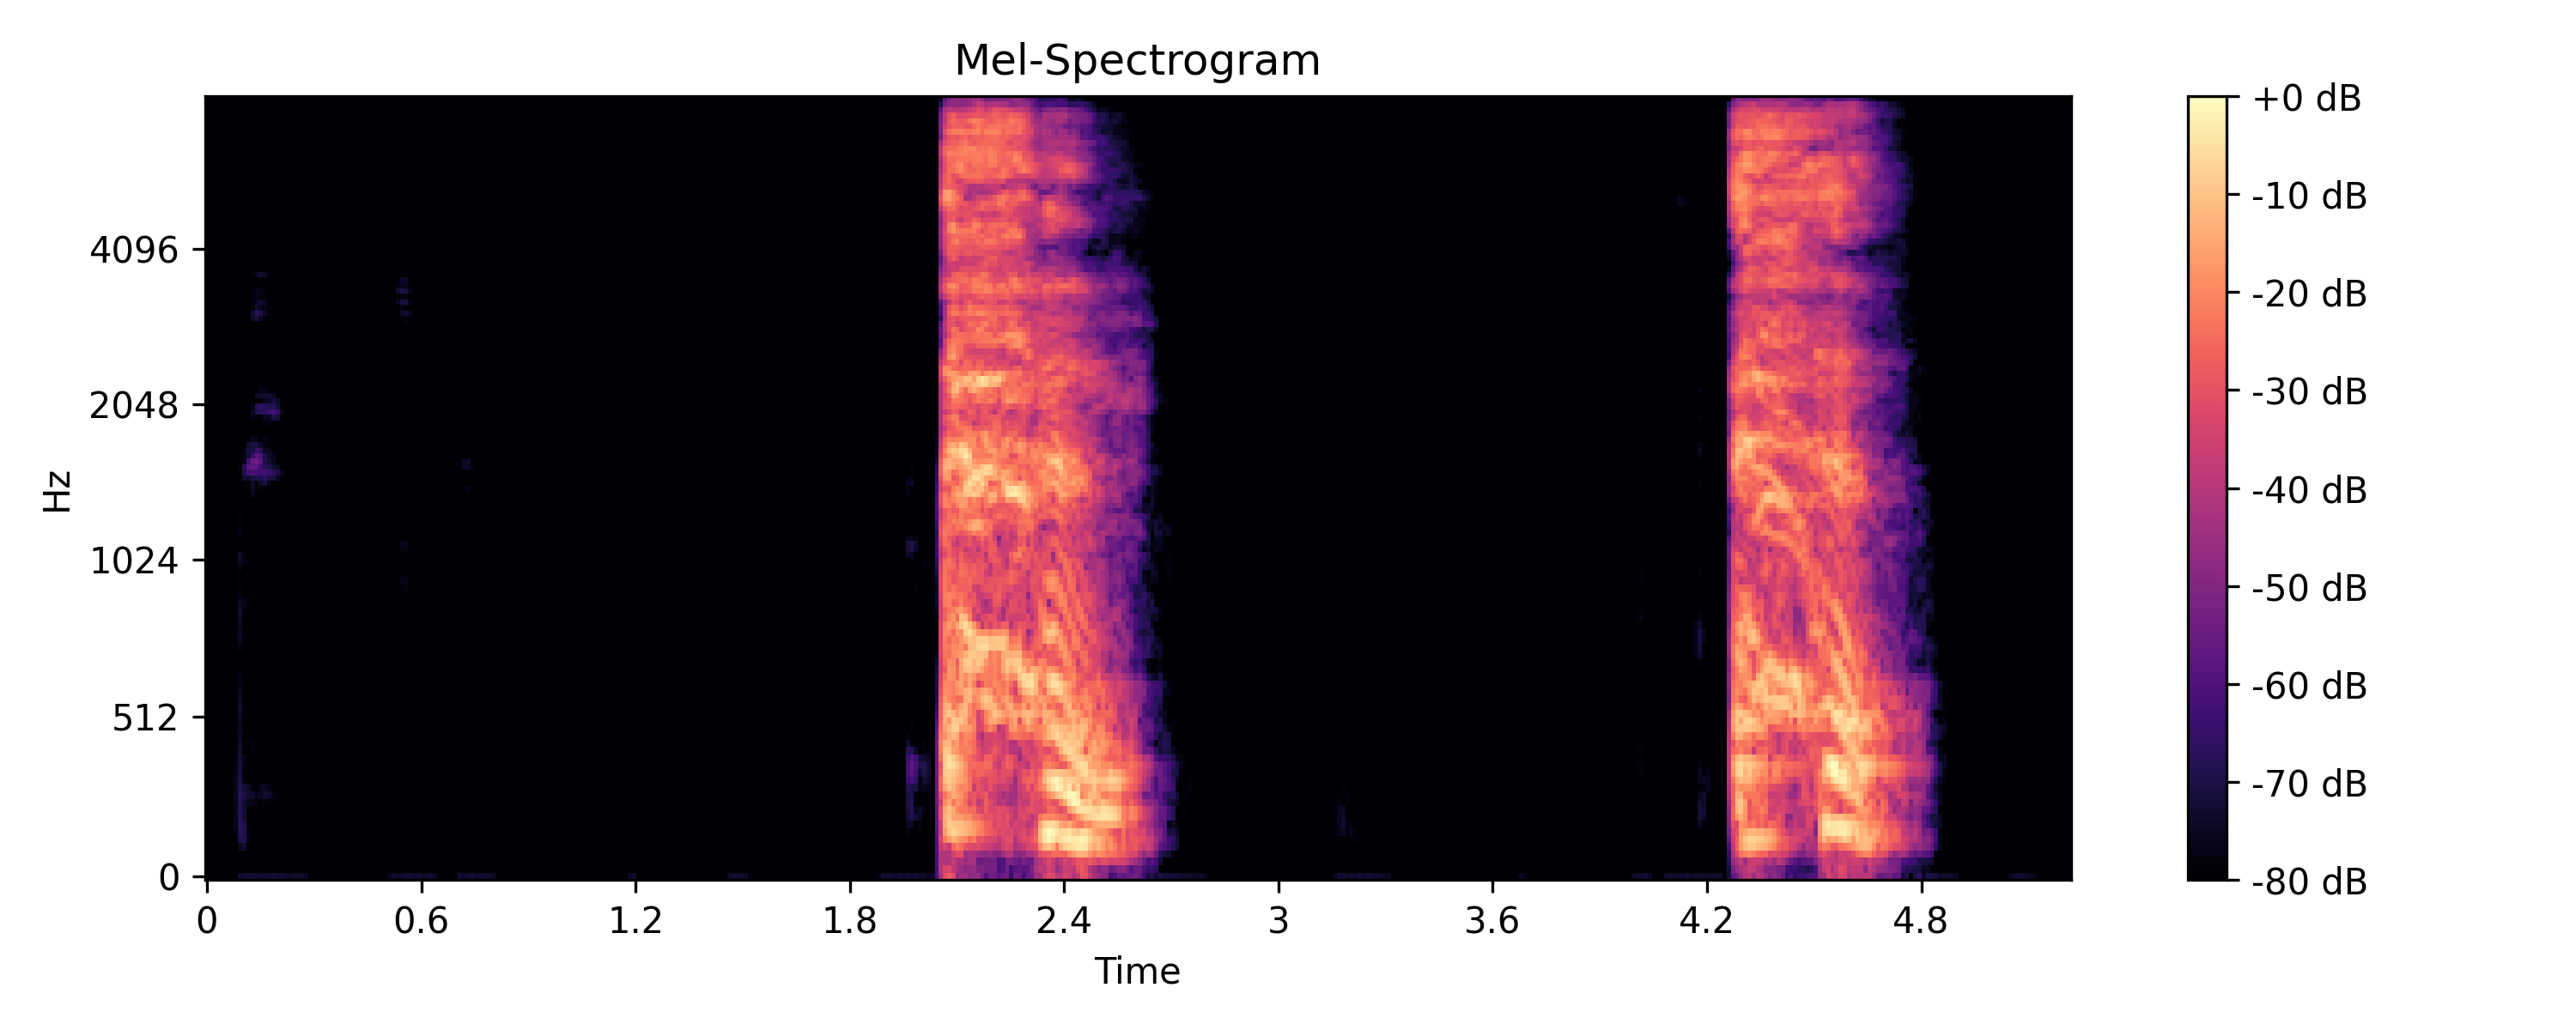 Mel-Spectrogram
+0 dB
-10 dB
-20 dB
-30 dB
-40 dB
-50 dB
-60 dB
-70 dB
-80 dB
Hz
4096
2048
1024
512
0
0 0.6 1.2 1.8 2.4 3 3.6 4.2 4.8
Time